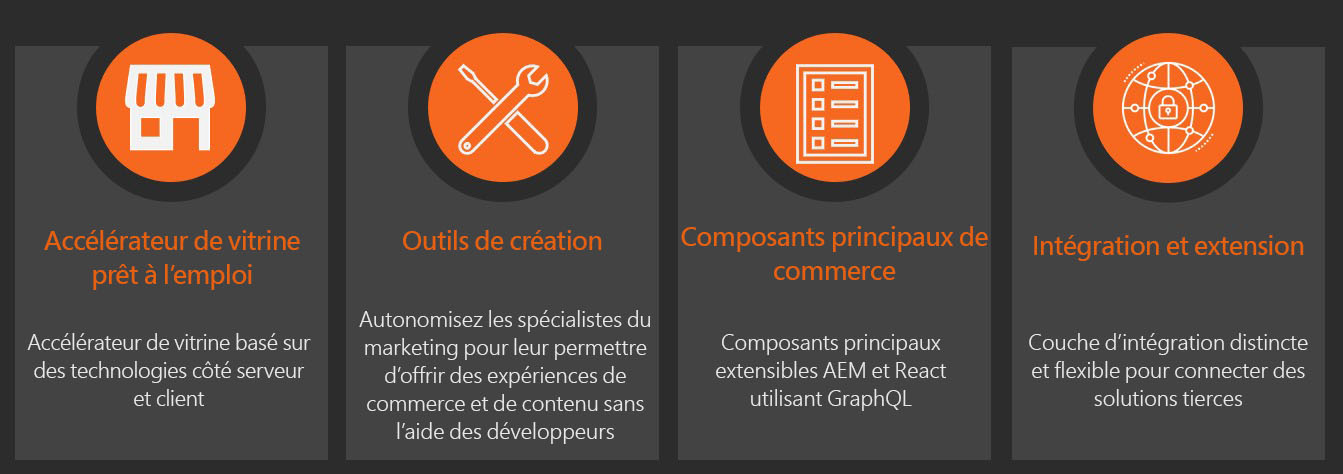 Accélérateur de vitrine
prêt à l’emploi
Accélérateur de vitrine basé sur
des technologies côté serveur
et client
Outils de création
Autonomisez les spécialistes du
marketing pour leur permettre
d’offrir des expériences de
commerce et de contenu sans
l’aide des développeurs
Composants principaux de
commerce
Composants principaux
extensibles AEM et React
utilisant GraphQL
Intégration et extension
Couche d’intégration distincte
et flexible pour connecter des
solutions tierces